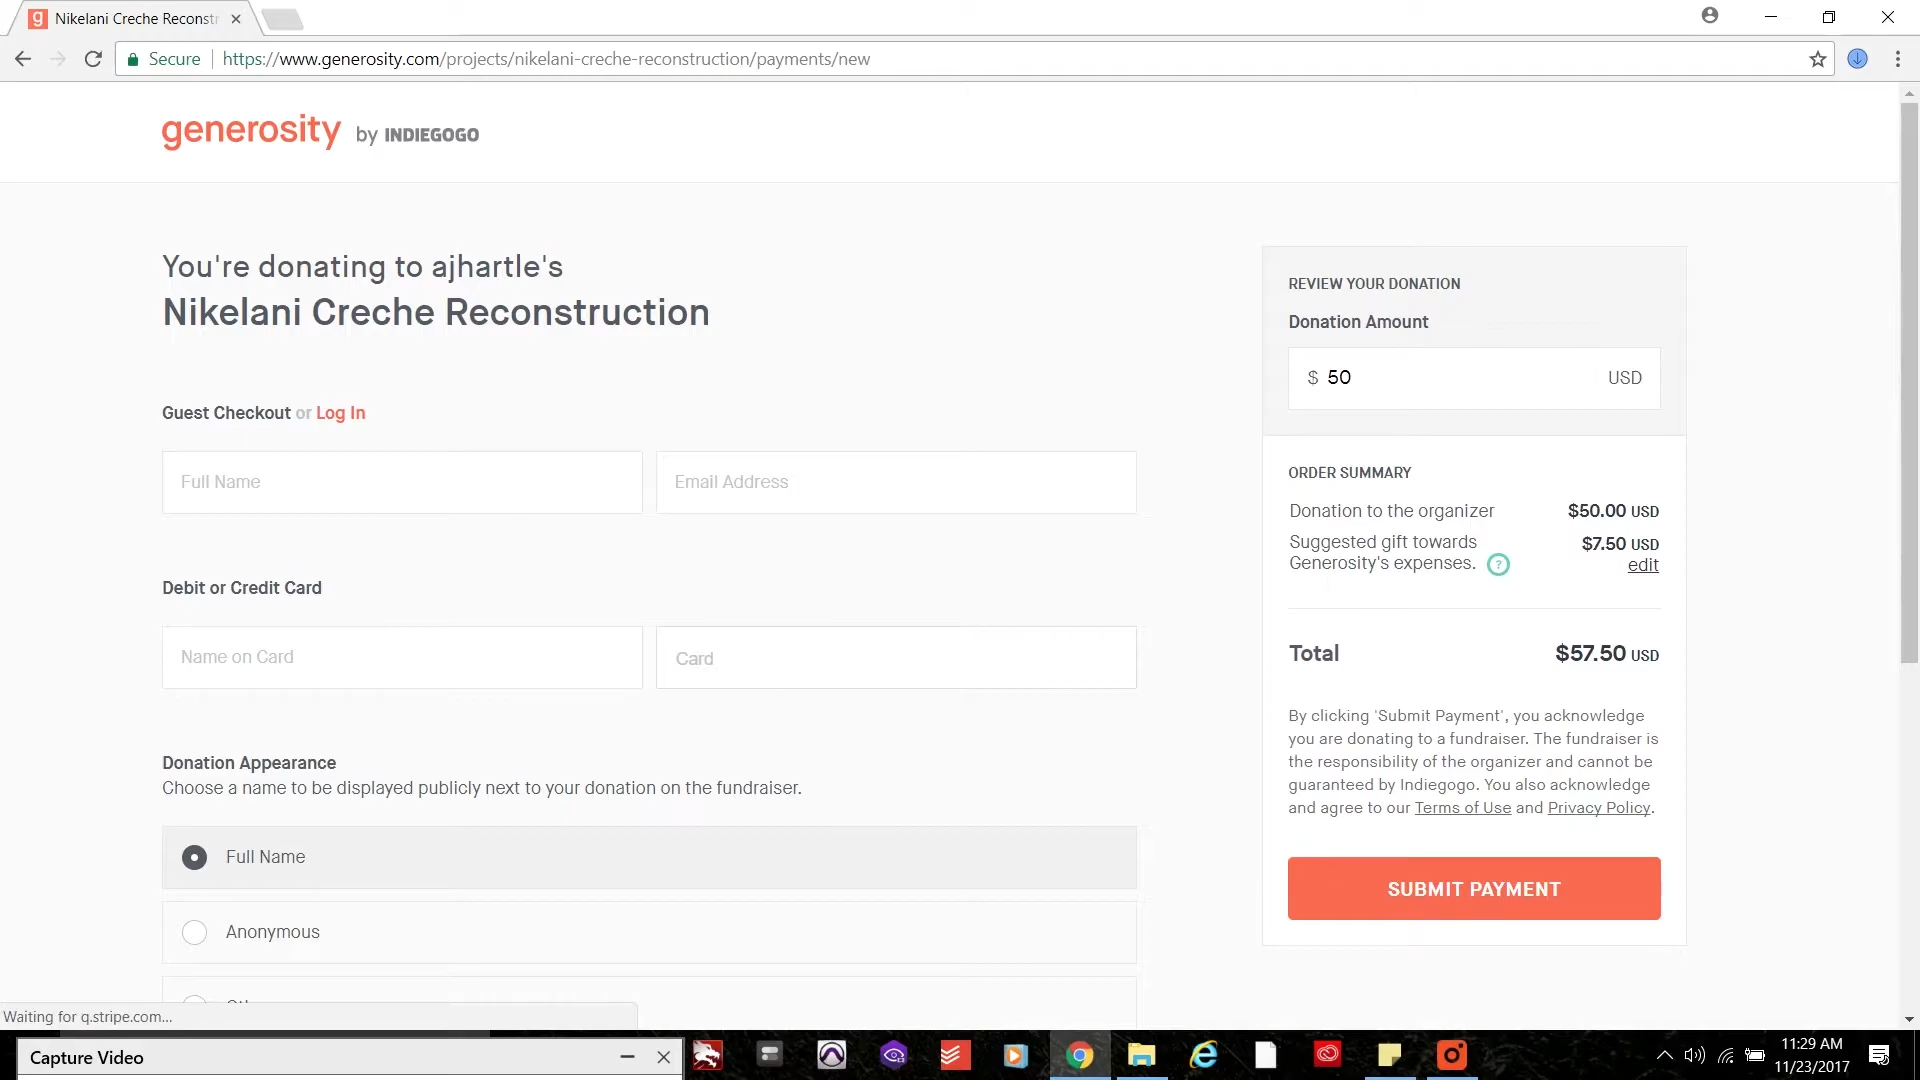 Nikelani Creche Reconstr
Secure
https://www.generosity.com/projects/nikelani-creche-reconstruction/payments/new
generosity by INDIEGOGO
You're donating to ajhartle's
Nikelani Creche Reconstruction
Guest Checkout or Log In
Full Name
Email Address
Debit or Credit Card
Name on Card
Card
Donation Appearance
Choose a name to be displayed publicly next to your donation on the fundraiser.
Full Name
Anonymous
REVIEW YOUR DONATION
Donation Amount
$ 50 USD
ORDER SUMMARY
Donation to the organizer $50.00 USD
Suggested gift towards $7.50 USD
Generosity's expenses. ? edit
Total $57.50 USD
By clicking 'Submit Payment', you acknowledge
you are donating to a fundraiser. The fundraiser is
the responsibility of the organizer and cannot be
guaranteed by Indiegogo. You also acknowledge
and agree to our Terms of Use and Privacy Policy.
SUBMIT PAYMENT
Waiting for q.stripe.com...
Capture Video
11:29 AM
11/23/2017